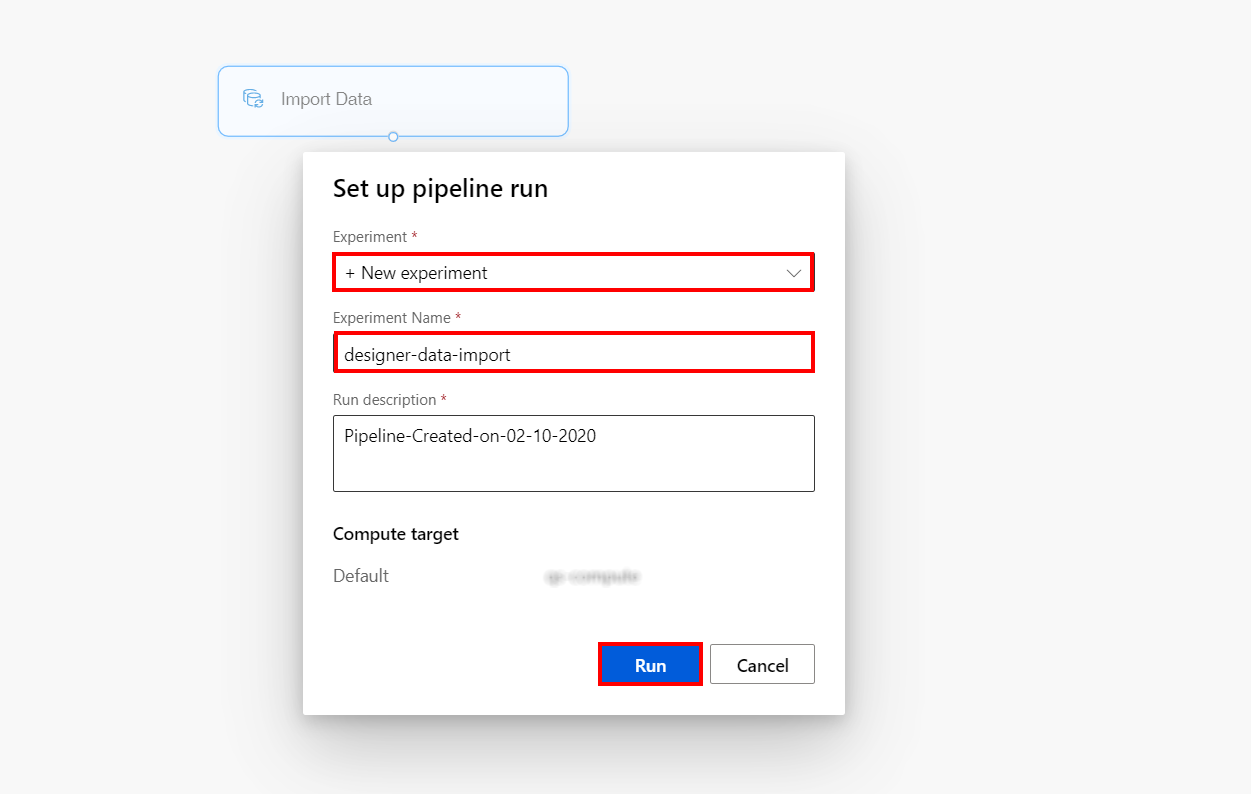 Import Data
Set up pipeline run
Experiment *
+ New experiment
Experiment Name *
designer-data-import
Run description *
Pipeline-Created-on-02-10-2020
Compute target
Default
Run
Cancel